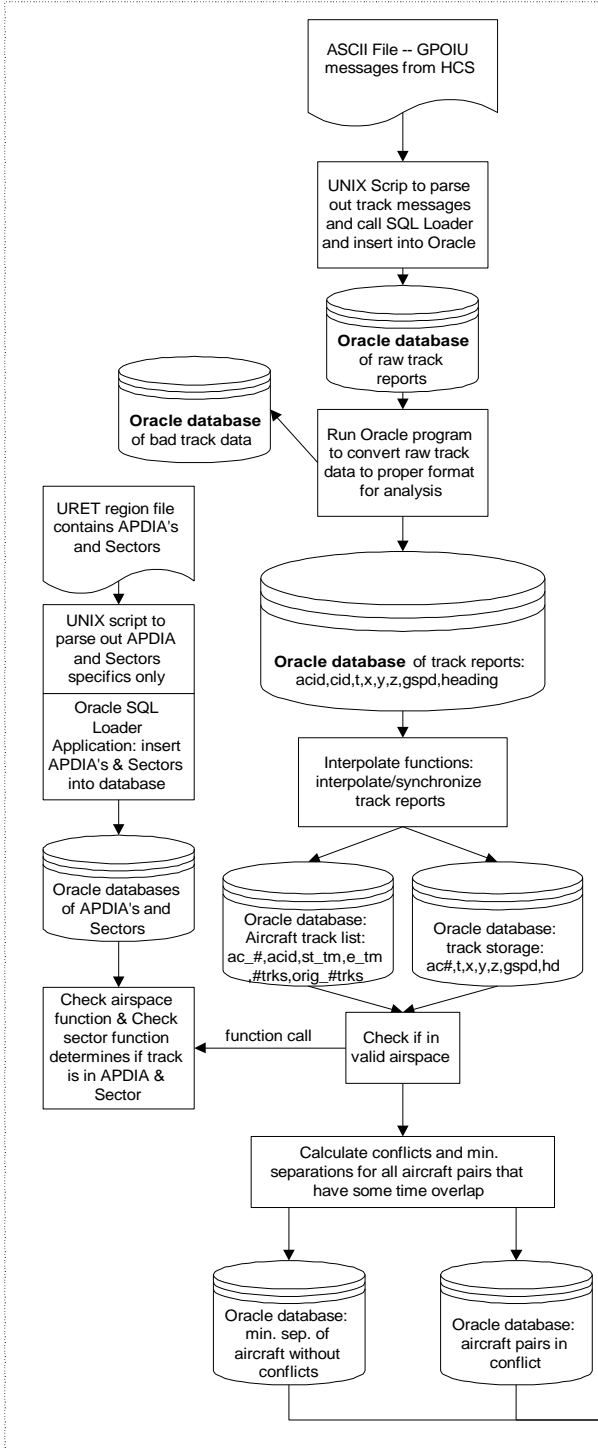 ASCII File -- GPOIU
messages from HCS
UNIX Scrip to parse
out track messages
and call SQL Loader
and insert into Oracle
Oracle database
of raw track
reports
Oracle database
of bad track data
Run Oracle program
to convert raw track
data to proper format
for analysis
URET region file
contains APDIA's
and Sectors
UNIX script to
parse out APDIA
and Sectors
specifics only
Oracle SQL
Loader
Application: insert
APDIA's & Sectors
into database
Oracle database of track reports:
acid,cid,t,x,y,z,gspd,heading
Interpolate functions:
interpolate/synchronize
track reports
Oracle databases
of APDIA's and
Sectors
Oracle database:
Aircraft track list:
ac_#,acid,st_tm,e_tm
,#trks,orig_#trks
Oracle database:
track storage:
ac#,t,x,y,z,gspd,hd
Check airspace
function & Check
sector function
determines if track
is in APDIA &
Sector
function call
Check if in
valid airspace
Calculate conflicts and min.
separations for all aircraft pairs that
have some time overlap
Oracle database:
min. sep. of
aircraft without
conflicts
Oracle database:
aircraft pairs in
conflict